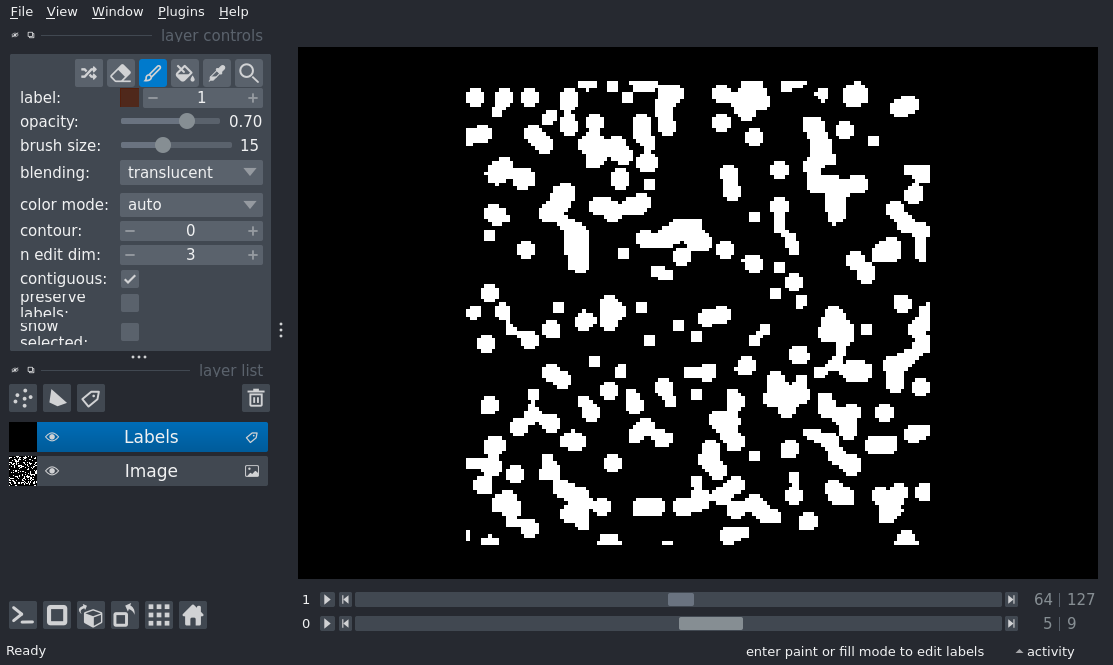 File View Window Plugins Help
layer controls
label: 1
opacity: 0.70
brush size: 15
blending: translucent
color mode: auto
contour: 0
n edit dim: 3
contiguous:
preserve
labels:
show
selected:
layer list
Labels
Image
1 64 | 127
0 5 | 9
Ready enter paint or fill mode to edit labels activity